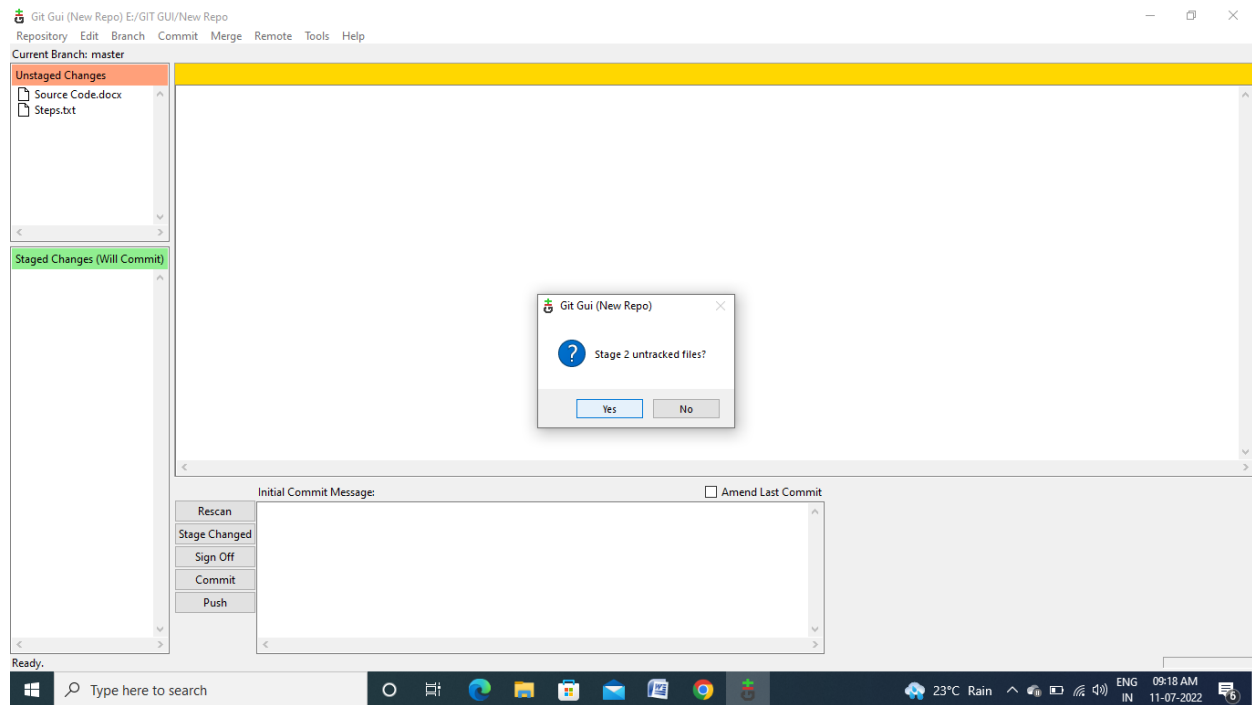 Git Gui (New Repo) E:/GIT GUI/New Repo
Repository Edit Branch Commit Merge Remote Tools Help
Current Branch: master
Unstaged Changes
Source Code.docx
Steps.txt
Staged Changes (Will Commit)
Git Gui (New Repo)
Stage 2 untracked files?
Yes No
Initial Commit Message: Amend Last Commit
Rescan
Stage Changed
Sign Off
Commit
Push
Ready.
Type here to search
23°C Rain
ENG
IN
09:18 AM
11-07-2022
6